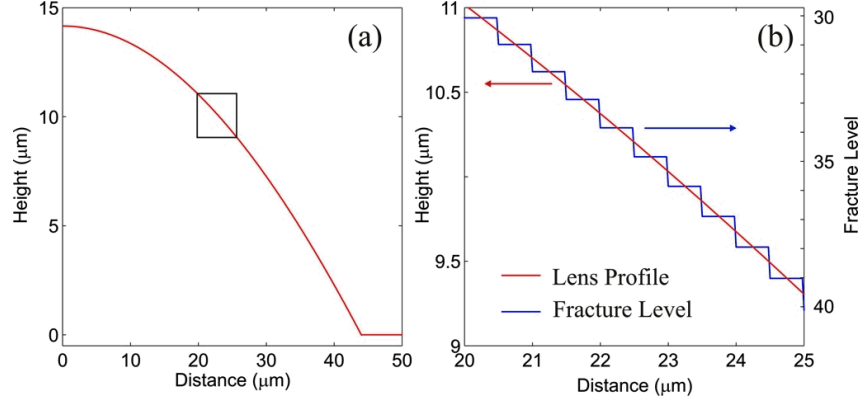 15
10
5
0
Height (μm)
(a)
0
10
20
30
40
50
Distance (μm)
11
10.5
9.5
9
Height (μm)
(b)
30
35
40
Fracture Level
Lens Profile
Fracture Level
20
21
22
23
24
25
Distance (μm)